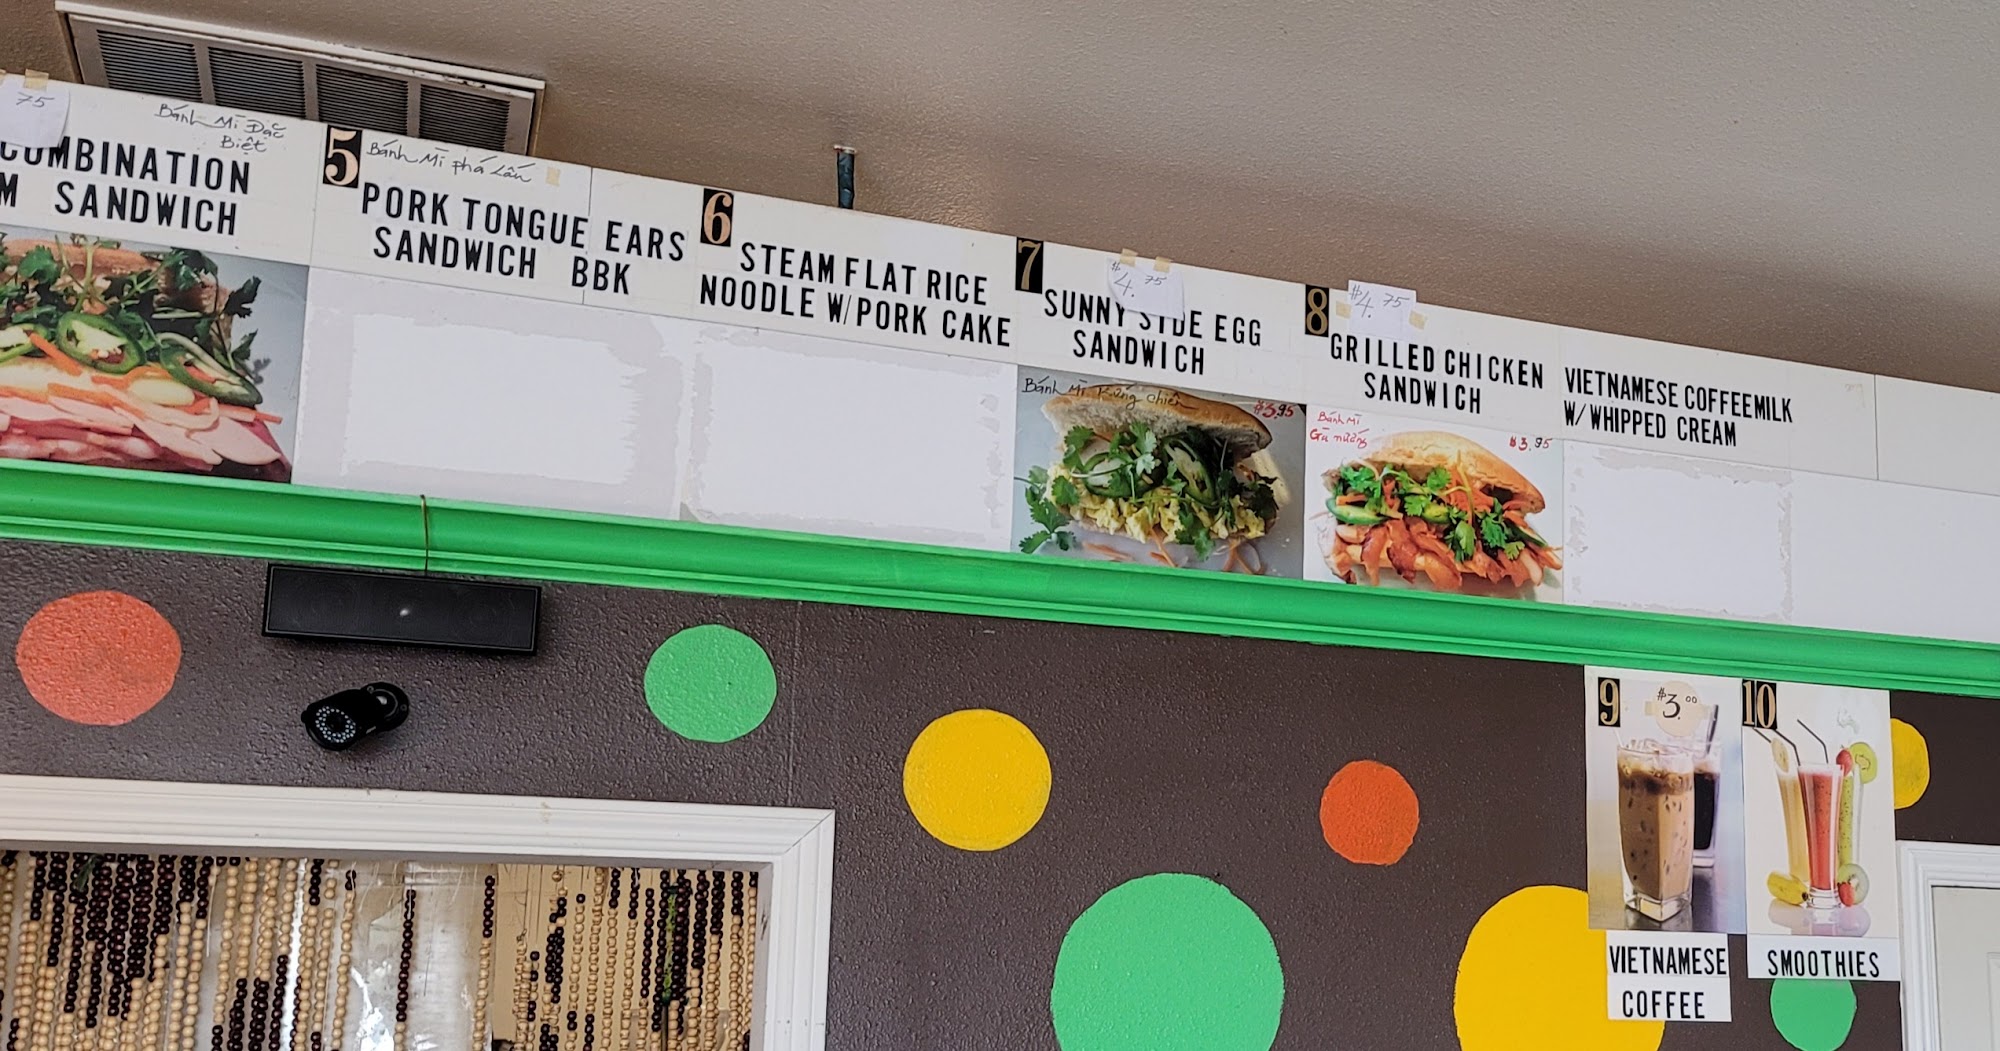 75
Bánh Mì Đặc
Biệt
COMBINATION
M SANDWICH
5
Bánh Mì phá Lấu
PORK TONGUE EARS
SANDWICH BBK
6
STEAM FLAT RICE
NOODLE W/PORK CAKE
7
$4.75
SUNNY SIDE EGG
SANDWICH
Bánh Mì Trứng chiên
$3.95
8
$4.75
GRILLED CHICKEN
SANDWICH
Bánh Mì
Gà nướng
$3.95
VIETNAMESE COFFEEMILK
W/WHIPPED CREAM
9
$3.00
VIETNAMESE
COFFEE
10
SMOOTHIES